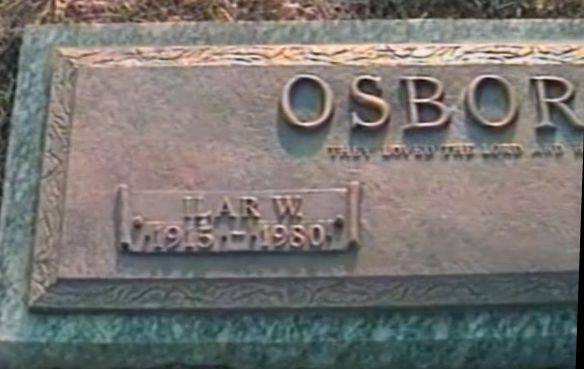 OSBOR
THEY LOVED THE LORD AND
ILAR W.
1915 - 1980